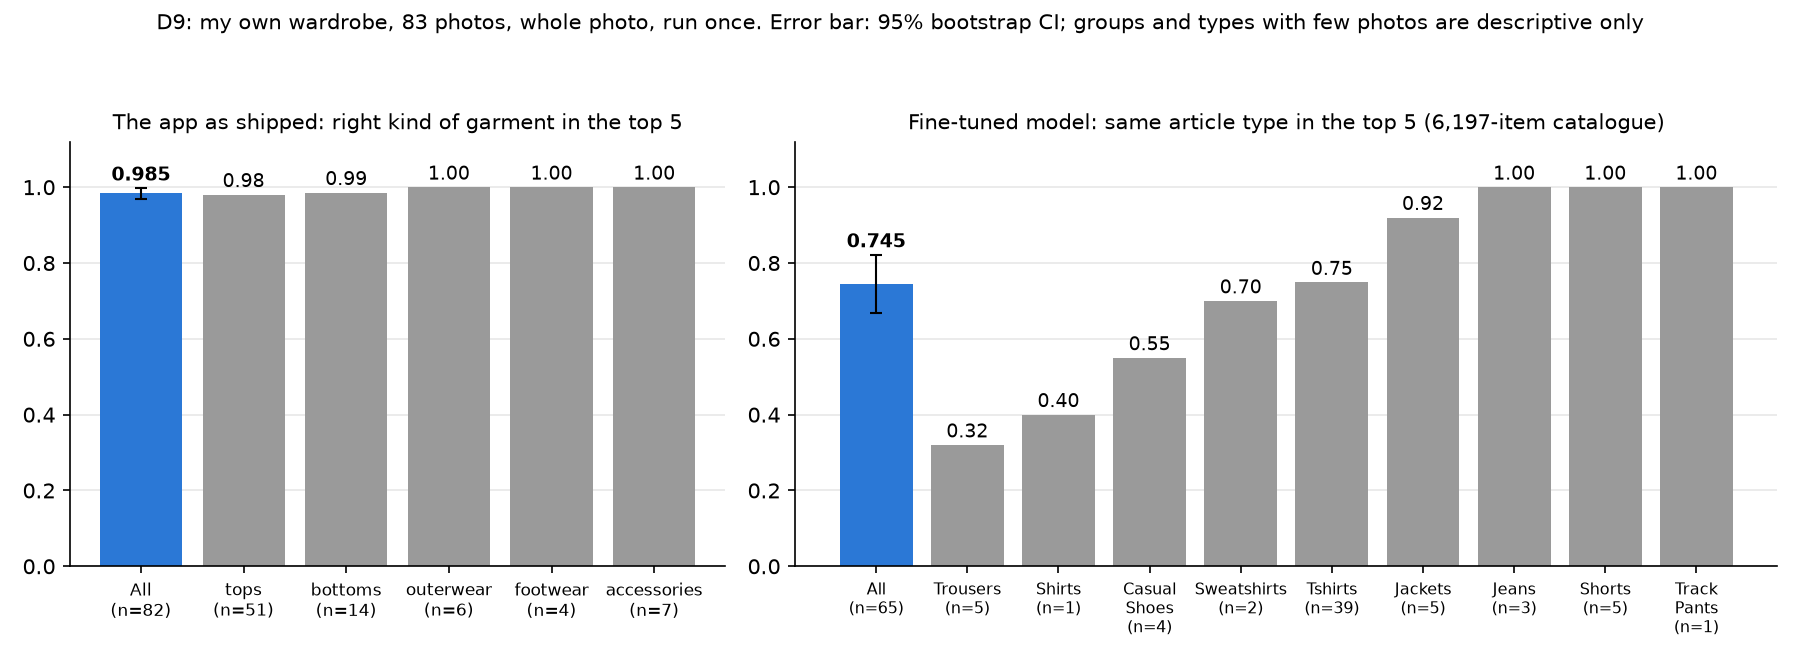 D9: my own wardrobe, 83 photos, whole photo, run once. Error bar: 95% bootstrap CI; groups and types with few photos are descriptive only
The app as shipped: right kind of garment in the top 5
0.985
0.98
0.99
1.00
1.00
1.00
1.0
0.8
0.6
0.4
0.2
0.0
All
(n=82)
tops
(n=51)
bottoms
(n=14)
outerwear
(n=6)
footwear
(n=4)
accessories
(n=7)
Fine-tuned model: same article type in the top 5 (6,197-item catalogue)
0.745
0.32
0.40
0.55
0.70
0.75
0.92
1.00
1.00
1.00
1.0
0.8
0.6
0.4
0.2
0.0
All
(n=65)
Trousers
(n=5)
Shirts
(n=1)
Casual
Shoes
(n=4)
Sweatshirts
(n=2)
Tshirts
(n=39)
Jackets
(n=5)
Jeans
(n=3)
Shorts
(n=5)
Track
Pants
(n=1)